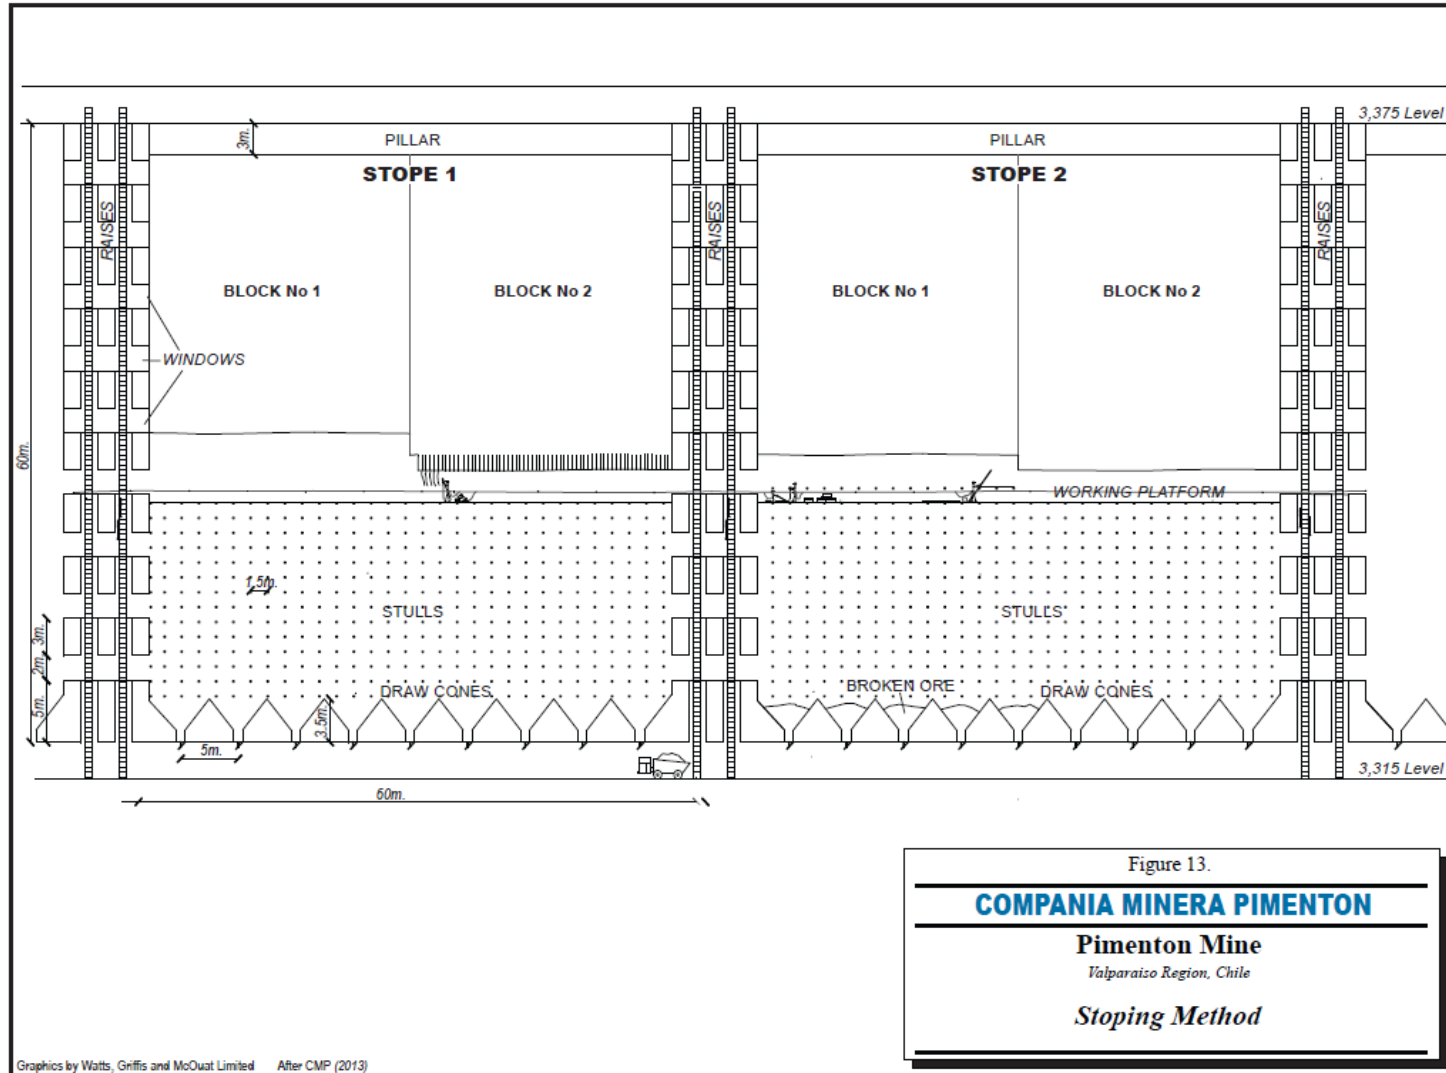 3,375 Level
3m.
PILLAR
PILLAR
STOPE 1
STOPE 2
RAISES
RAISES
RAISES
BLOCK No 1
BLOCK No 2
BLOCK No 1
BLOCK No 2
WINDOWS
60m.
WORKING PLATFORM
1.5m.
STULLS
STULLS
3m.
2m.
5m.
DRAW CONES
BROKEN ORE
DRAW CONES
3.5m.
5m.
3,315 Level
60m.
Figure 13.
COMPANIA MINERA PIMENTON
Pimenton Mine
Valparaiso Region, Chile
Stoping Method
Graphics by Watts, Griffis and McOuat Limited After CMP (2013)